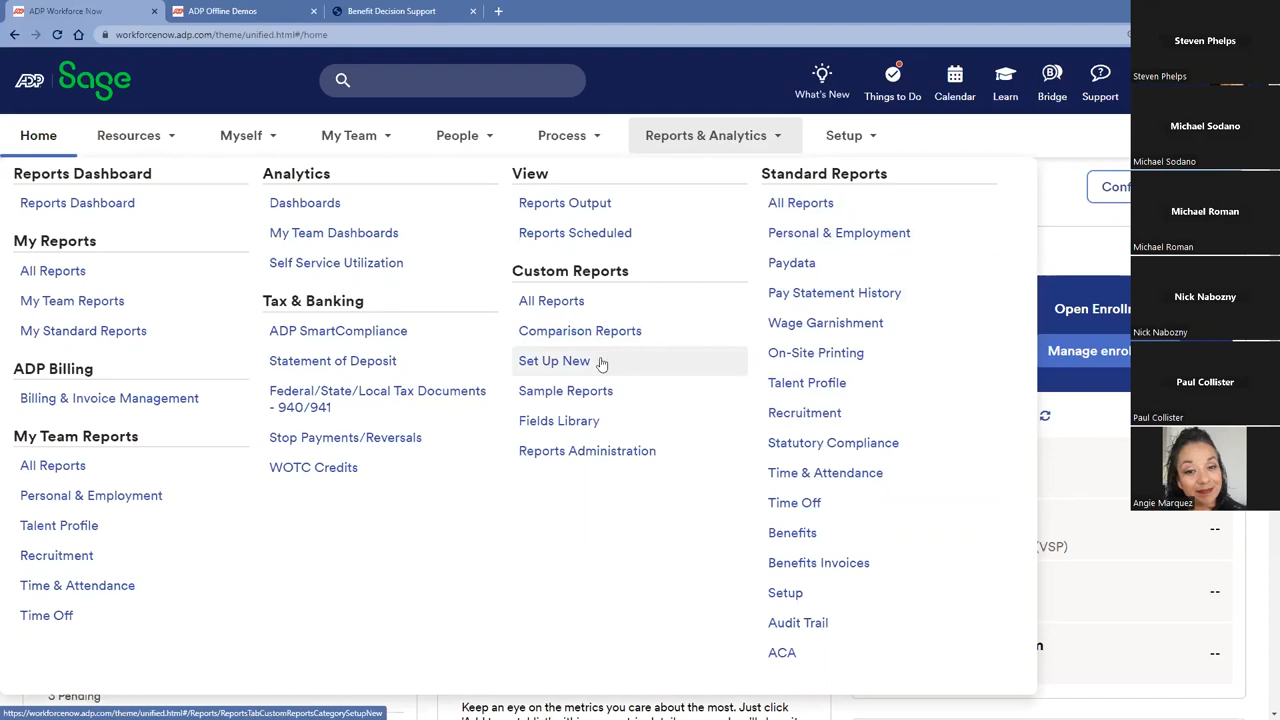 ADP Workforce Now
ADP Offline Demos
Benefit Decision Support
workforcenow.adp.com/theme/unified.html#/home
ADP
Sage
What's New
Things to Do
Calendar
Learn
Bridge
Support
Home
Resources
Myself
My Team
People
Process
Reports & Analytics
Setup
Reports Dashboard
Reports Dashboard
My Reports
All Reports
My Team Reports
My Standard Reports
ADP Billing
Billing & Invoice Management
My Team Reports
All Reports
Personal & Employment
Talent Profile
Recruitment
Time & Attendance
Time Off
Analytics
Dashboards
My Team Dashboards
Self Service Utilization
Tax & Banking
ADP SmartCompliance
Statement of Deposit
Federal/State/Local Tax Documents
- 940/941
Stop Payments/Reversals
WOTC Credits
View
Reports Output
Reports Scheduled
Custom Reports
All Reports
Comparison Reports
Set Up New
Sample Reports
Fields Library
Reports Administration
Standard Reports
All Reports
Personal & Employment
Paydata
Pay Statement History
Wage Garnishment
On-Site Printing
Talent Profile
Recruitment
Statutory Compliance
Time & Attendance
Time Off
Benefits
Benefits Invoices
Setup
Audit Trail
ACA
Conf
Open Enrollm
Manage enrol
--
(VSP)
--
m
--
3 Pending
Keep an eye on the metrics you care about the most. Just click
https://workforcenow.adp.com/theme/unified.html#/Reports/ReportsTabCustomReportsCategorySetupNew
Steven Phelps
Steven Phelps
Michael Sodano
Michael Sodano
Michael Roman
Michael Roman
Nick Nabozny
Nick Nabozny
Paul Collister
Paul Collister
Angie Marquez